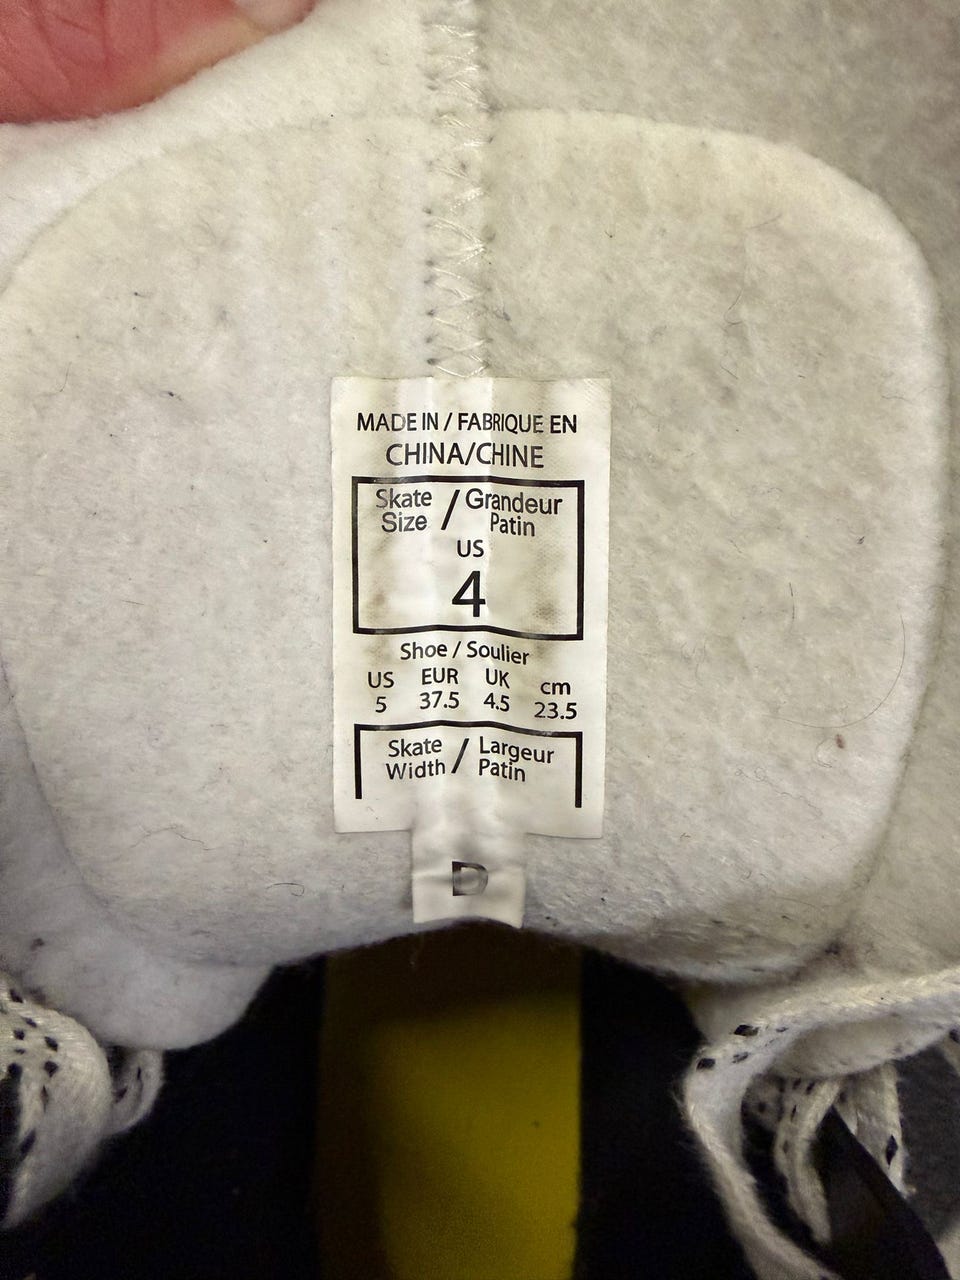 MADE IN / FABRIQUE EN
CHINA/CHINE
Skate / Grandeur
Size Patin
US
4
Shoe / Soulier
US EUR UK cm
5 37.5 4.5 23.5
Skate / Largeur
Width Patin
D